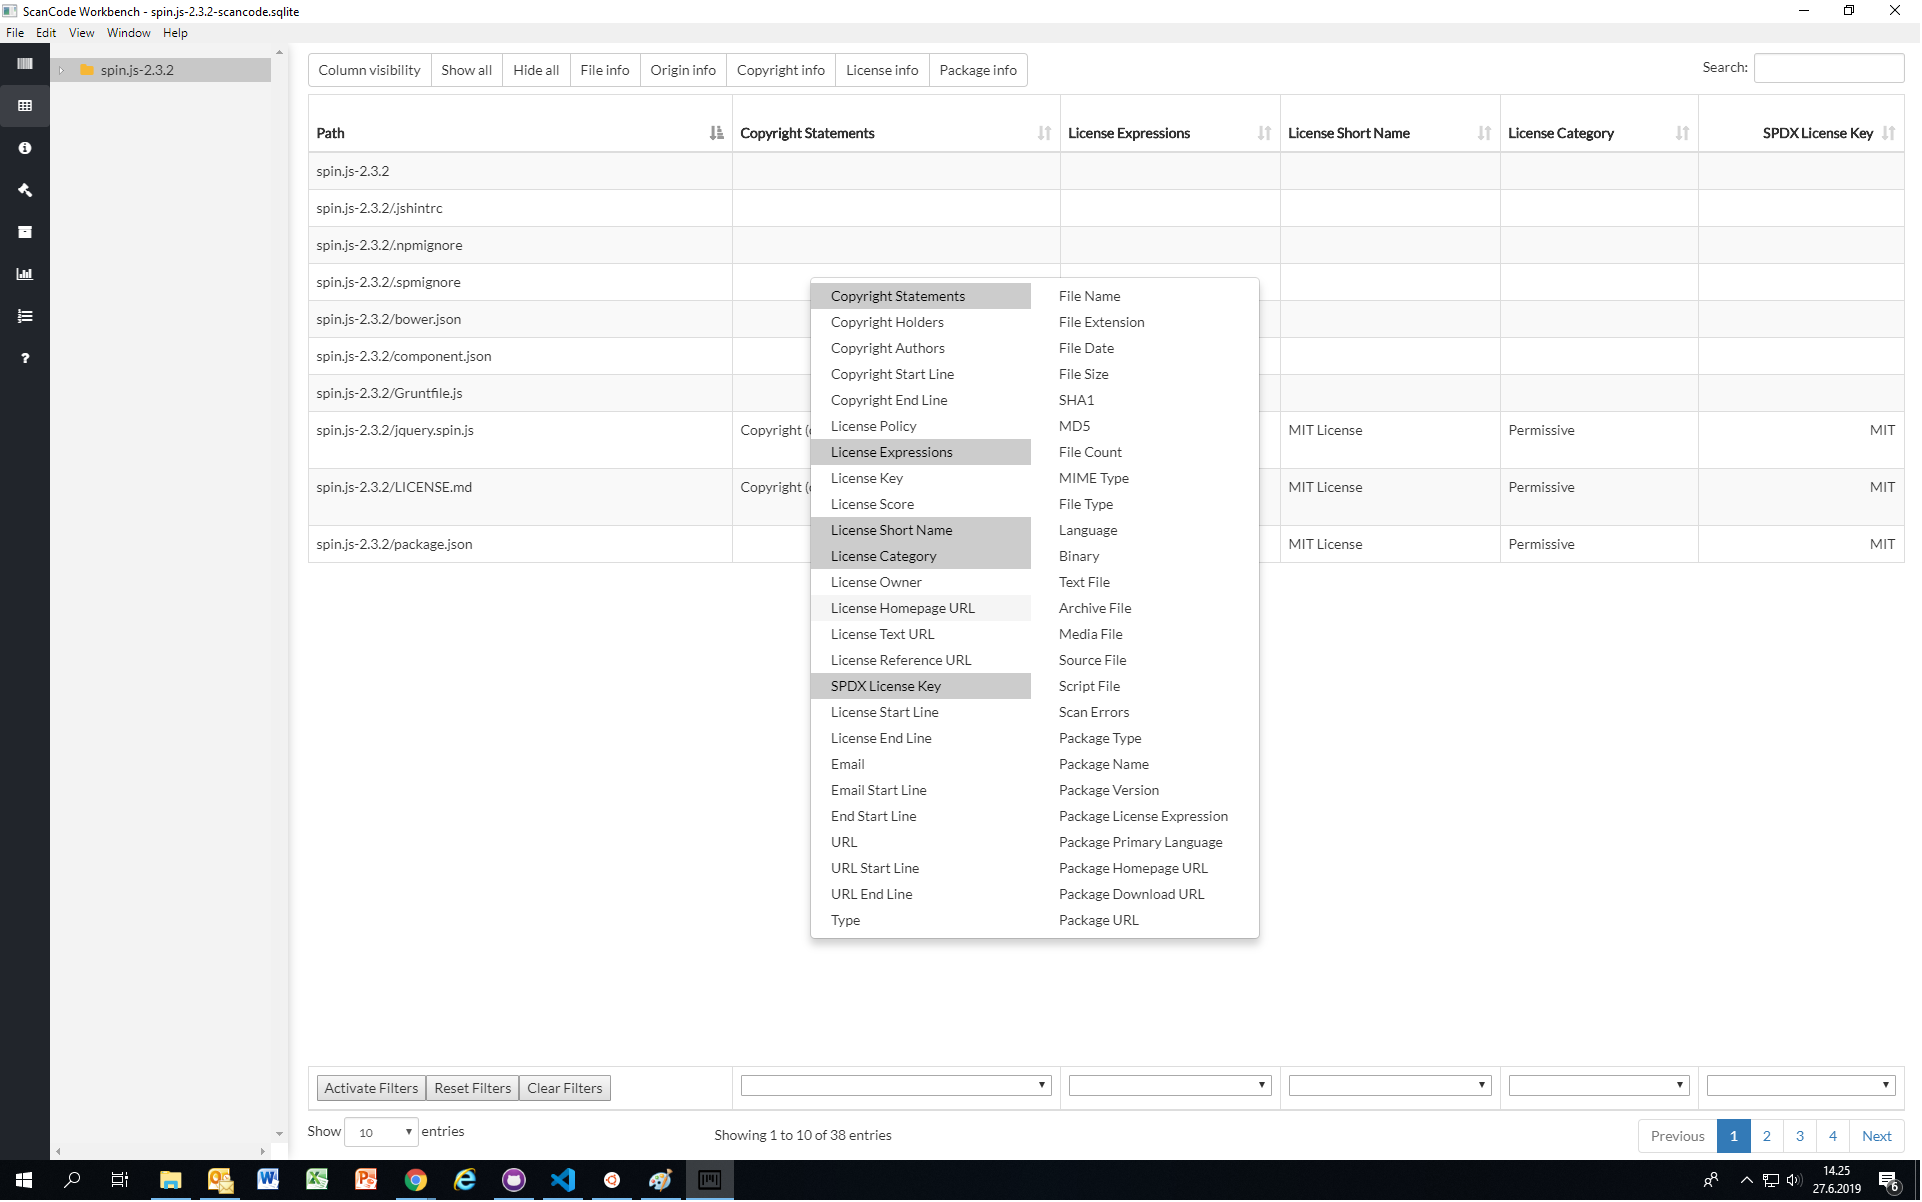 ScanCode Workbench - spin.js-2.3.2-scancode.sqlite
File Edit View Window Help
spin.js-2.3.2
Column visibility Show all Hide all File info Origin info Copyright info License info Package info
Search:
Path Copyright Statements License Expressions License Short Name License Category SPDX License Key
spin.js-2.3.2
spin.js-2.3.2/.jshintrc
spin.js-2.3.2/.npmignore
spin.js-2.3.2/.spmignore
spin.js-2.3.2/bower.json
spin.js-2.3.2/component.json
spin.js-2.3.2/Gruntfile.js
spin.js-2.3.2/jquery.spin.js Copyright ( MIT License Permissive MIT
spin.js-2.3.2/LICENSE.md Copyright ( MIT License Permissive MIT
spin.js-2.3.2/package.json MIT License Permissive MIT
Copyright Statements
Copyright Holders
Copyright Authors
Copyright Start Line
Copyright End Line
License Policy
License Expressions
License Key
License Score
License Short Name
License Category
License Owner
License Homepage URL
License Text URL
License Reference URL
SPDX License Key
License Start Line
License End Line
Email
Email Start Line
End Start Line
URL
URL Start Line
URL End Line
Type
File Name
File Extension
File Date
File Size
SHA1
MD5
File Count
MIME Type
File Type
Language
Binary
Text File
Archive File
Media File
Source File
Script File
Scan Errors
Package Type
Package Name
Package Version
Package License Expression
Package Primary Language
Package Homepage URL
Package Download URL
Package URL
Activate Filters Reset Filters Clear Filters
Show 10 entries
Showing 1 to 10 of 38 entries
Previous 1 2 3 4 Next
14.25
27.6.2019
6